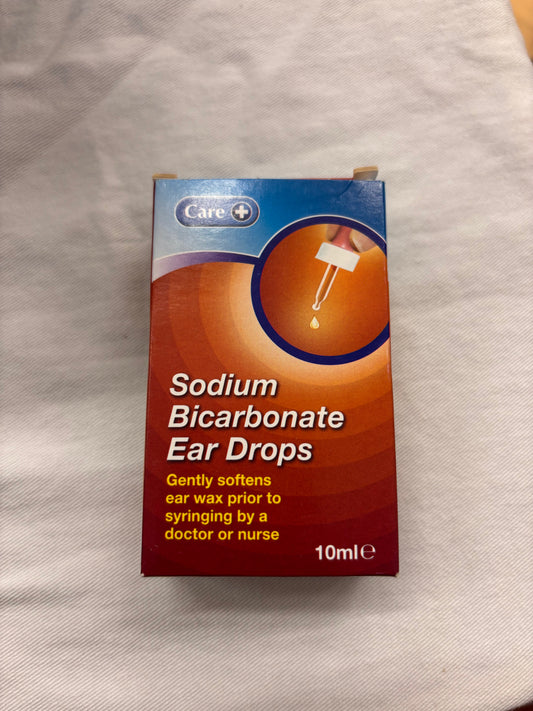 Care +
Sodium
Bicarbonate
Ear Drops
Gently softens
ear wax prior to
syringing by a
doctor or nurse
10ml℮